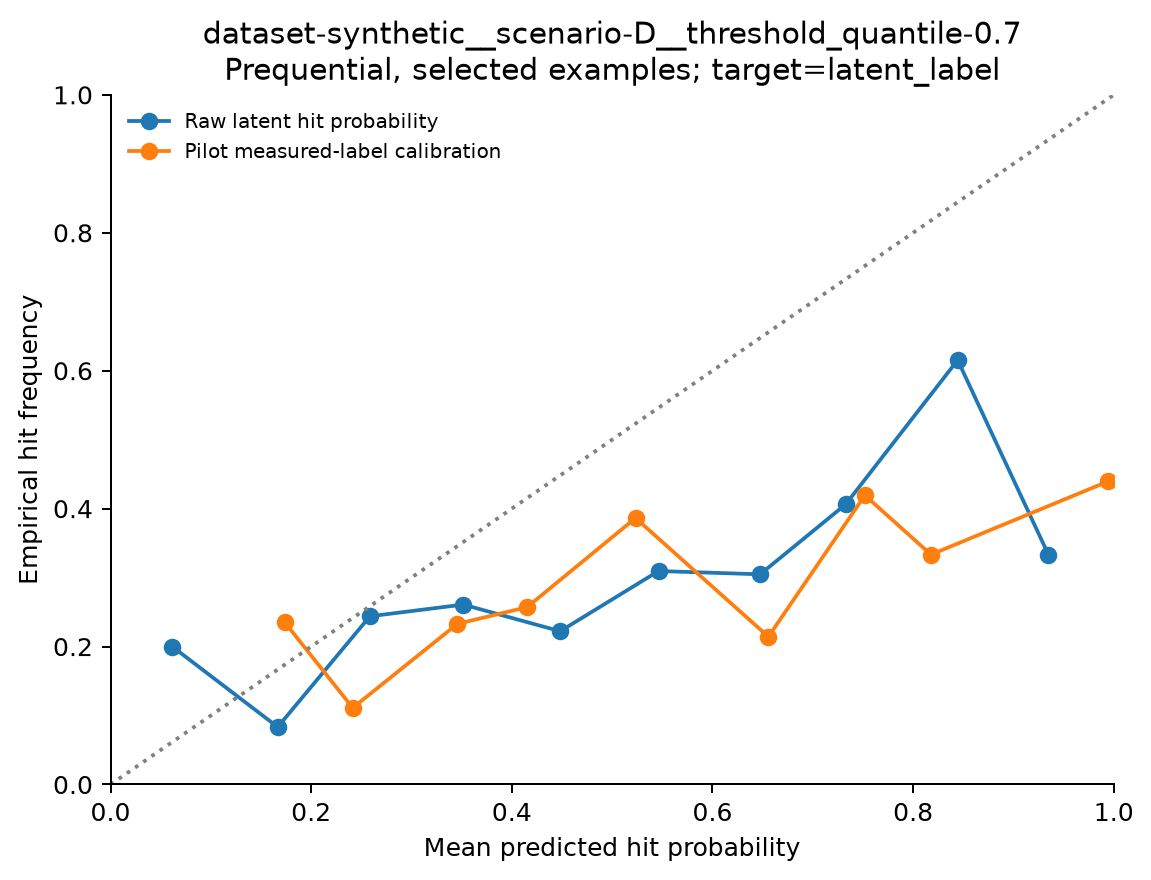 dataset-synthetic__scenario-D__threshold_quantile-0.7
Prequential, selected examples; target=latent_label
Raw latent hit probability
Pilot measured-label calibration
1.0
0.8
0.6
0.4
0.2
0.0
Empirical hit frequency
0.0 0.2 0.4 0.6 0.8 1.0
Mean predicted hit probability